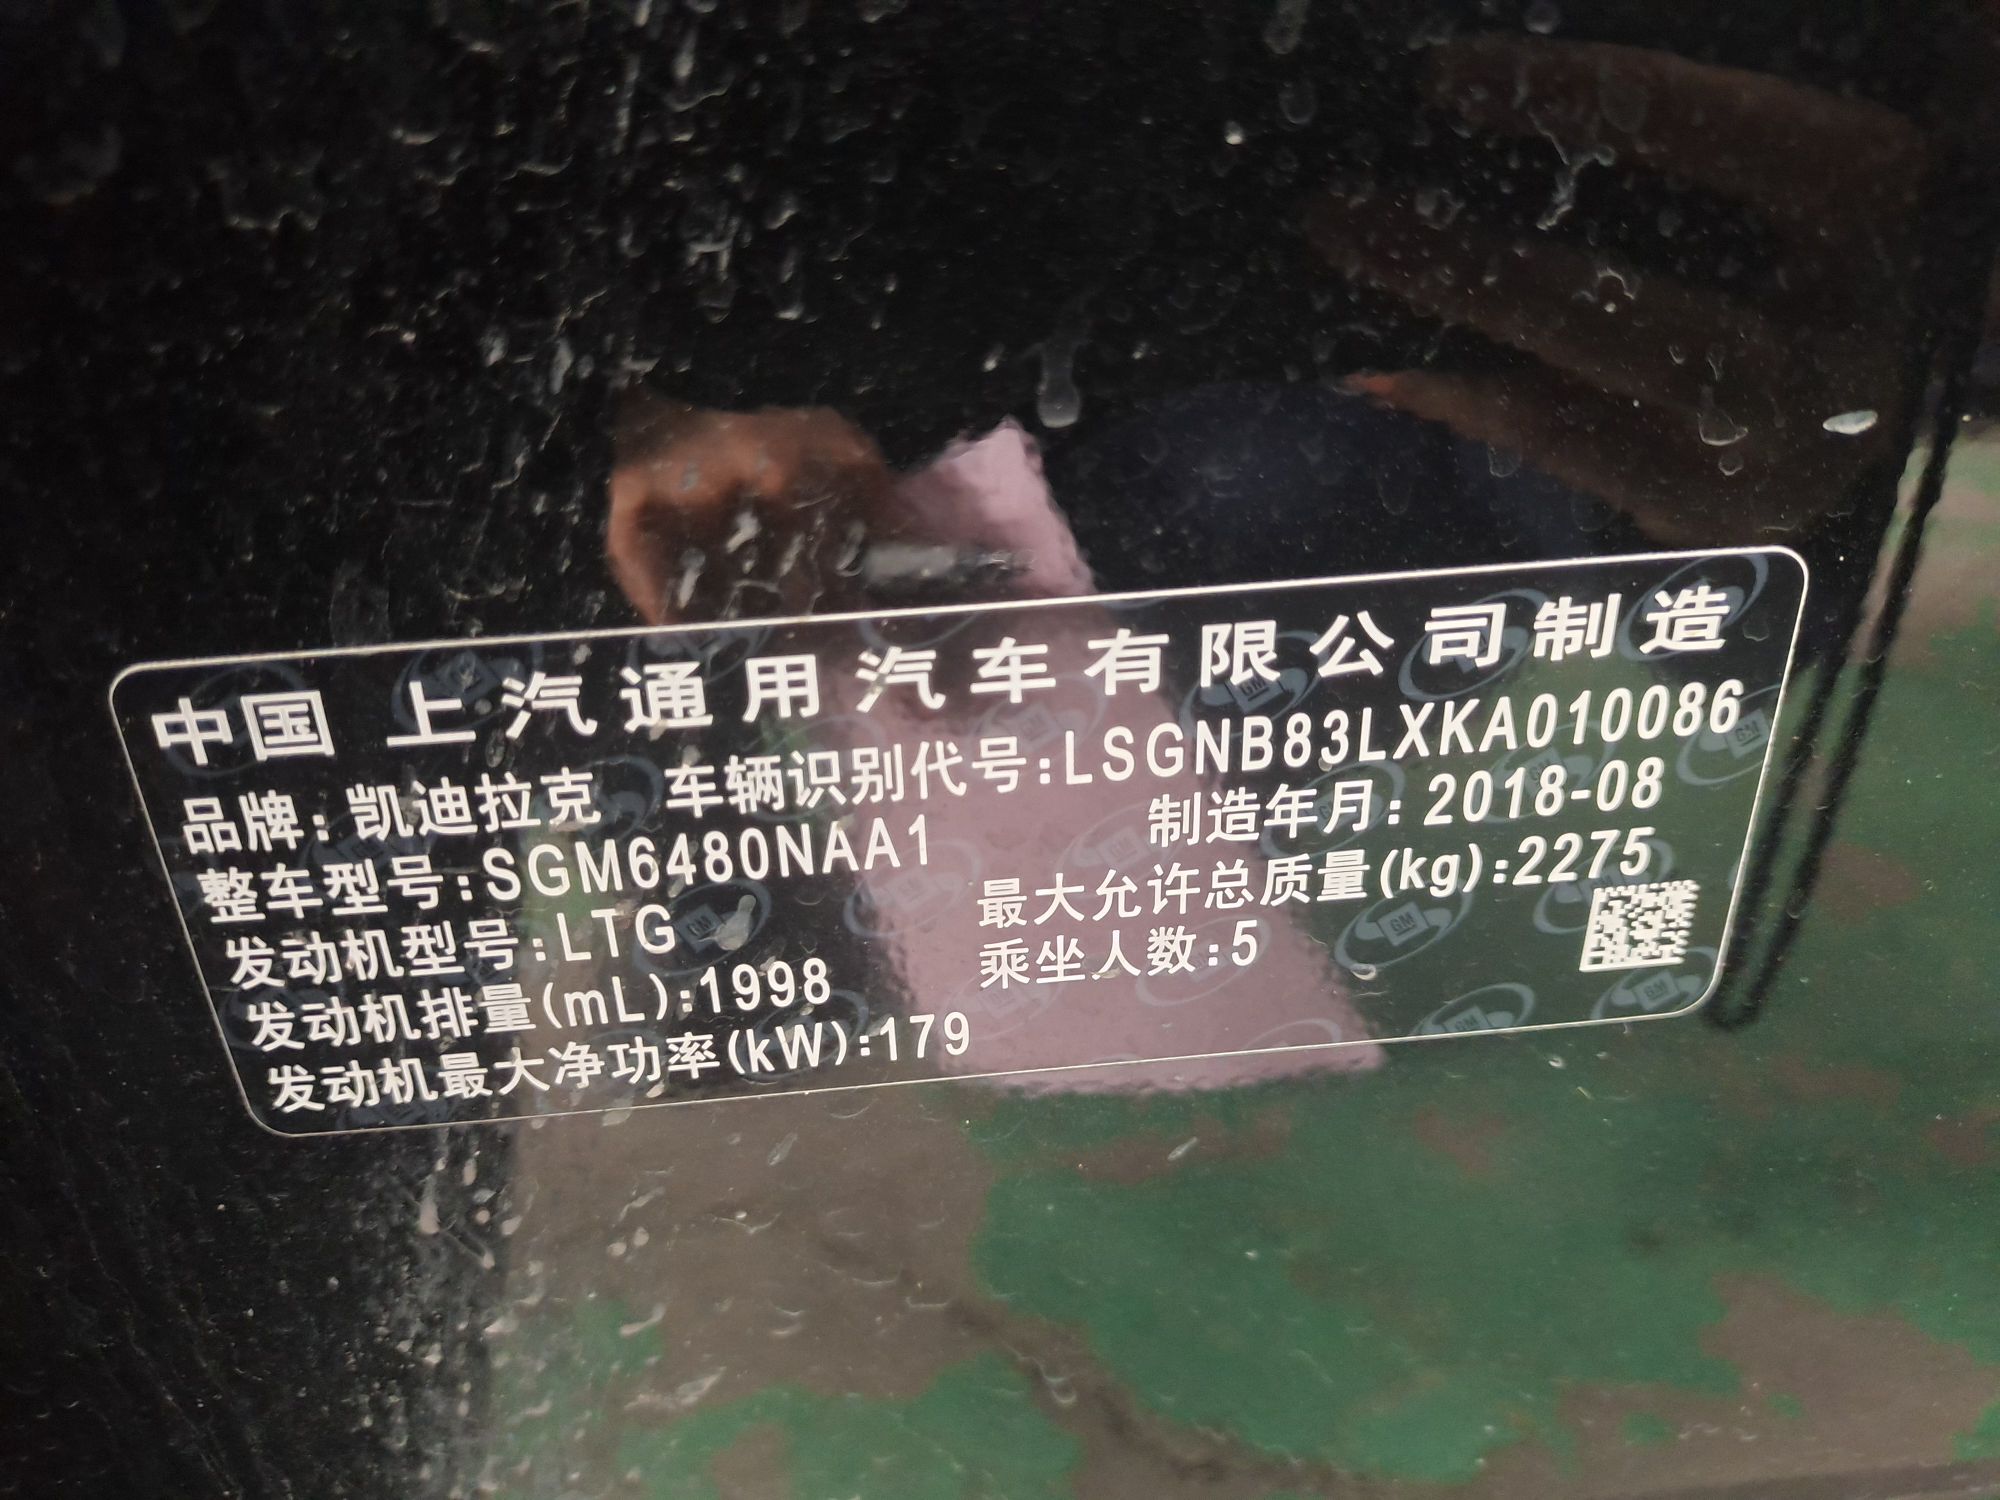 中国 上汽通用汽车有限公司制造
品牌:凯迪拉克 车辆识别代号:LSGNB83LXKA010086
整车型号:SGM6480NAA1 制造年月:2018-08
发动机型号:LTG 最大允许总质量(kg):2275
发动机排量(mL):1998 乘坐人数:5
发动机最大净功率(kW):179